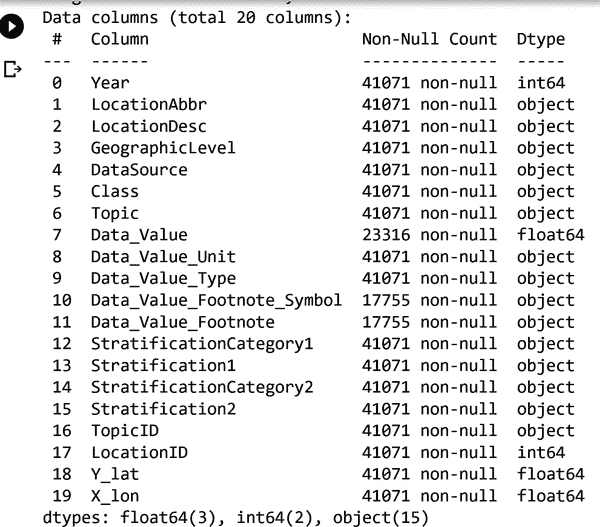 Data columns (total 20 columns):
 #   Column                     Non-Null Count  Dtype
---  ------                     --------------  -----
 0   Year                       41071 non-null  int64
 1   LocationAbbr               41071 non-null  object
 2   LocationDesc               41071 non-null  object
 3   GeographicLevel            41071 non-null  object
 4   DataSource                 41071 non-null  object
 5   Class                      41071 non-null  object
 6   Topic                      41071 non-null  object
 7   Data_Value                 23316 non-null  float64
 8   Data_Value_Unit            41071 non-null  object
 9   Data_Value_Type            41071 non-null  object
 10  Data_Value_Footnote_Symbol 17755 non-null  object
 11  Data_Value_Footnote        17755 non-null  object
 12  StratificationCategory1    41071 non-null  object
 13  Stratification1            41071 non-null  object
 14  StratificationCategory2    41071 non-null  object
 15  Stratification2            41071 non-null  object
 16  TopicID                    41071 non-null  object
 17  LocationID                 41071 non-null  int64
 18  Y_lat                      41071 non-null  float64
 19  X_lon                      41071 non-null  float64
dtypes: float64(3), int64(2), object(15)